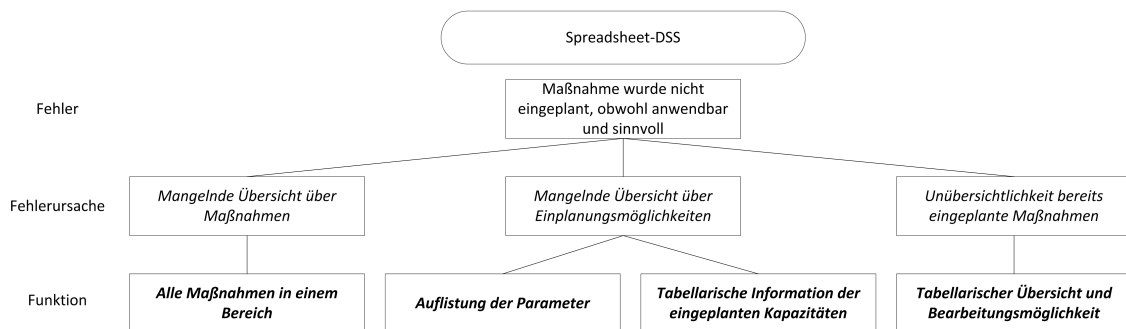 Spreadsheet-DSS
Fehler
Maßnahme wurde nicht
eingeplant, obwohl anwendbar
und sinnvoll
Fehlerursache
Mangelnde Übersicht über
Maßnahmen
Mangelnde Übersicht über
Einplanungsmöglichkeiten
Unübersichtlichkeit bereits
eingeplante Maßnahmen
Funktion
Alle Maßnahmen in einem
Bereich
Auflistung der Parameter
Tabellarische Information der
eingeplanten Kapazitäten
Tabellarischer Übersicht und
Bearbeitungsmöglichkeit